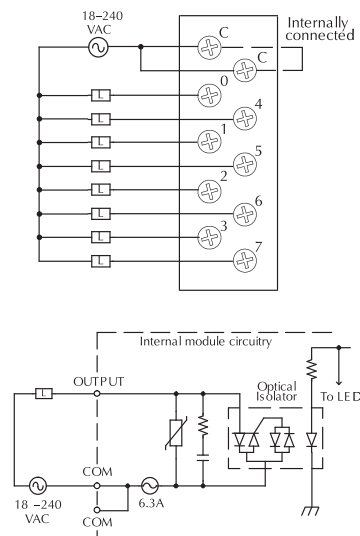 18–240
VAC
Internally
connected
C
C
L
0
L
4
L
1
L
5
L
2
L
6
L
3
L
7
Internal module circuitry
OUTPUT
L
Optical
Isolator
To LED
COM
18 –240
VAC
6.3A
COM